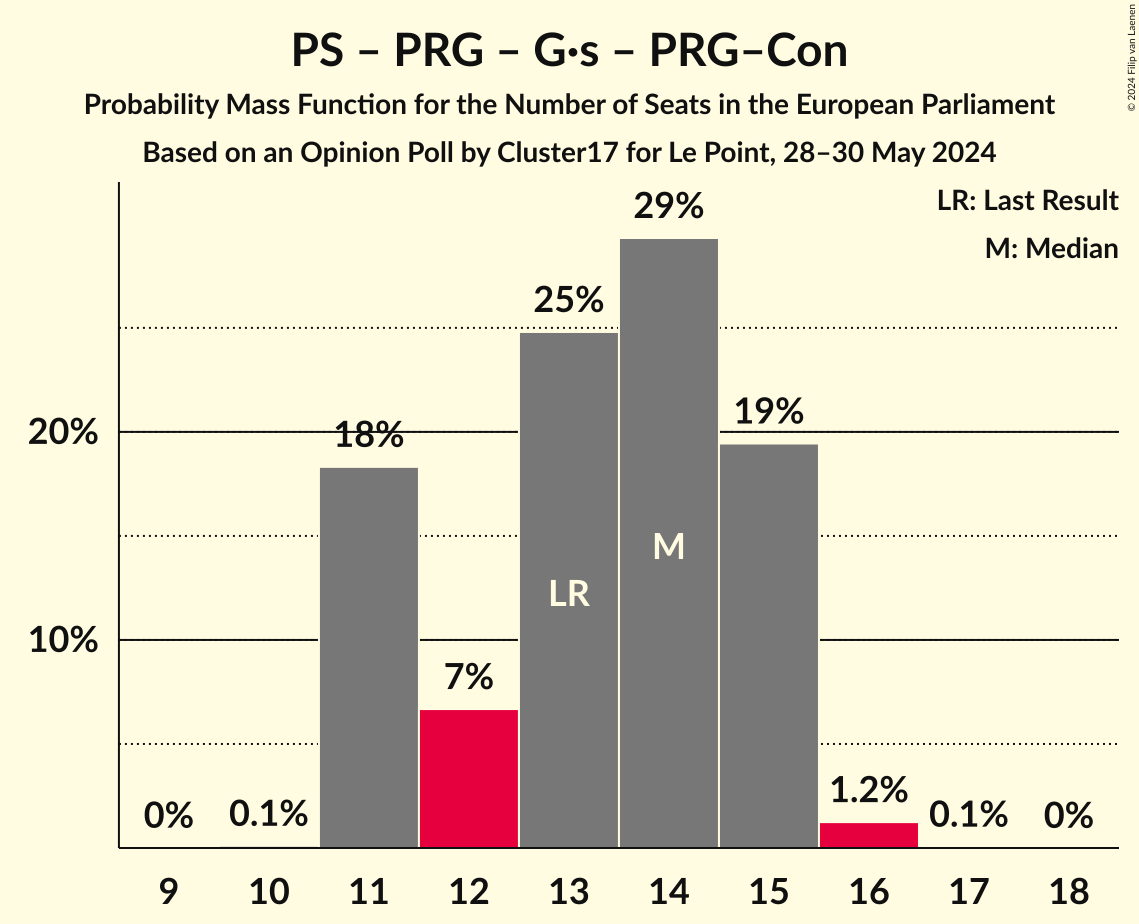 PS – PRG – G•s – PRG–Con
Probability Mass Function for the Number of Seats in the European Parliament
Based on an Opinion Poll by Cluster17 for Le Point, 28–30 May 2024
© 2024 Filip van Laenen
LR: Last Result
M: Median
29%
25%
19%
20%
18%
M
LR
10%
7%
1.2%
0%
0.1%
0.1%
0%
9
10
11
12
13
14
15
16
17
18